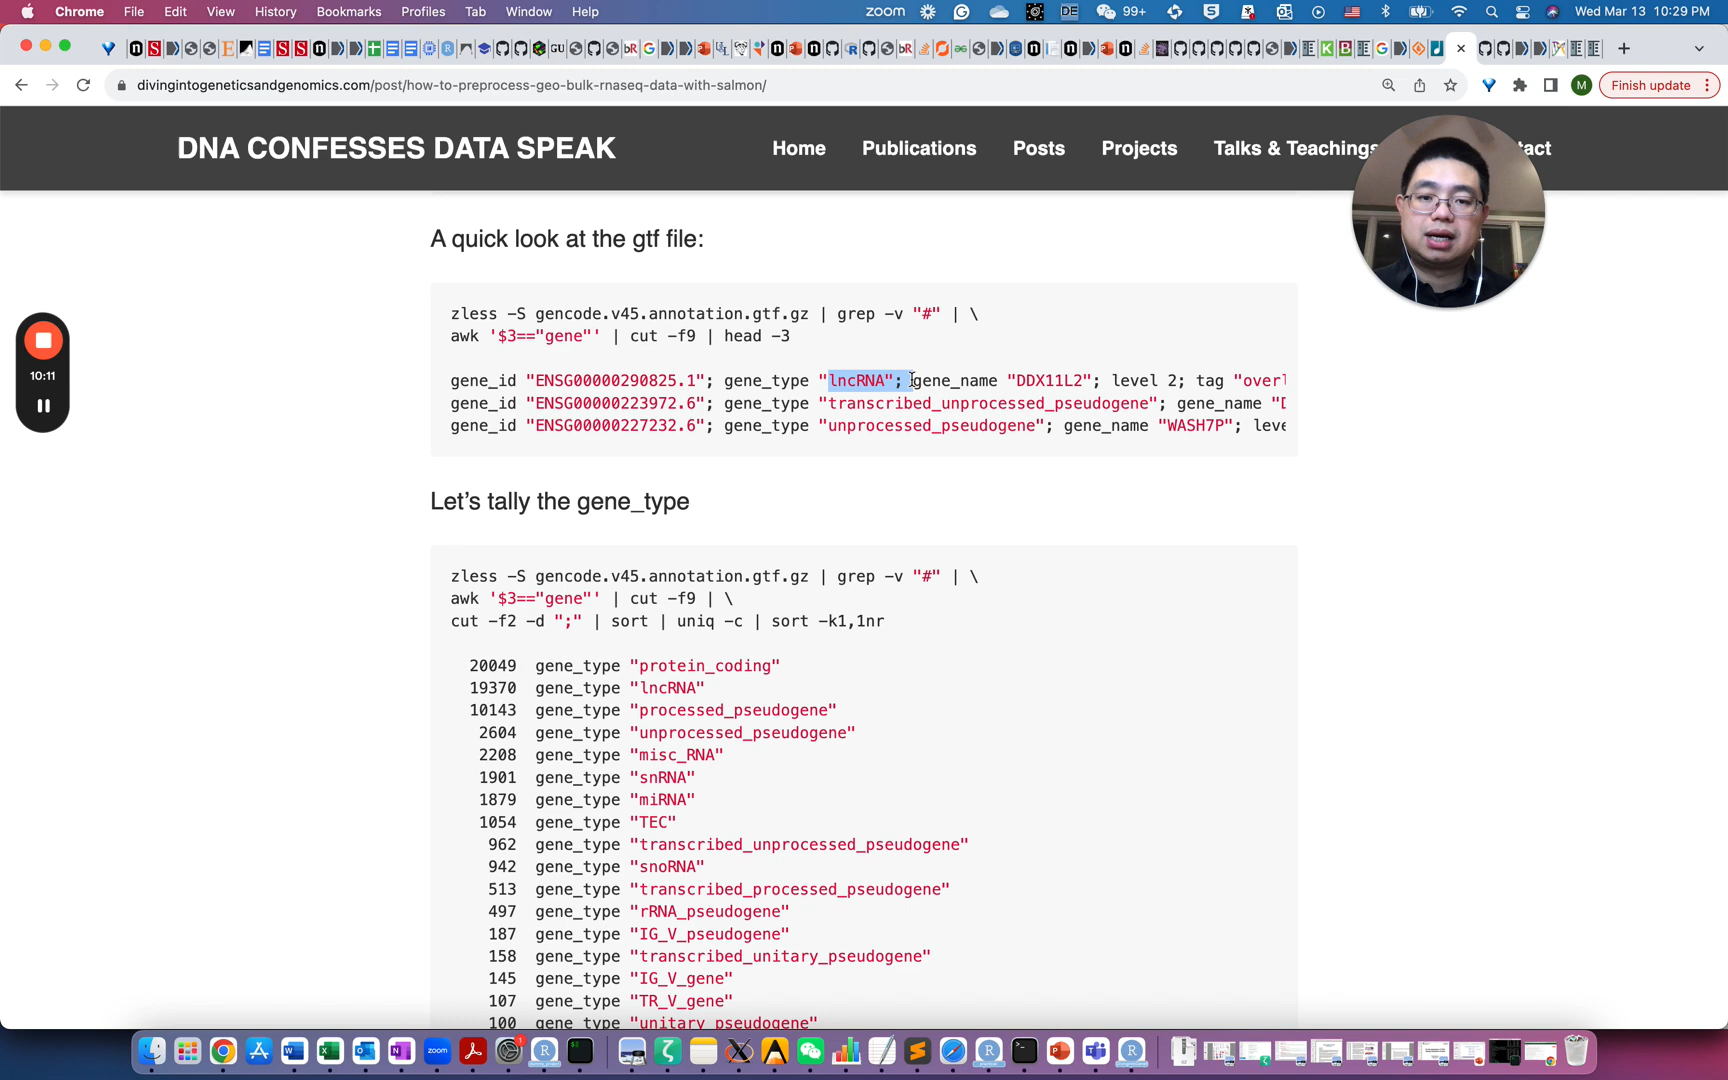 Chrome File Edit View History Bookmarks Profiles Tab Window Help
zoom 99+ Wed Mar 13 10:29 PM
divingintogeneticsandgenomics.com/post/how-to-preprocess-geo-bulk-rnaseq-data-with-salmon/
M Finish update
DNA CONFESSES DATA SPEAK
Home Publications Posts Projects Talks & Teachings tact
10:11
A quick look at the gtf file:
zless -S gencode.v45.annotation.gtf.gz | grep -v "#" | \
awk '$3=="gene"' | cut -f9 | head -3
gene_id "ENSG00000290825.1"; gene_type "lncRNA"; gene_name "DDX11L2"; level 2; tag "overl
gene_id "ENSG00000223972.6"; gene_type "transcribed_unprocessed_pseudogene"; gene_name "D
gene_id "ENSG00000227232.6"; gene_type "unprocessed_pseudogene"; gene_name "WASH7P"; leve
Let's tally the gene_type
zless -S gencode.v45.annotation.gtf.gz | grep -v "#" | \
awk '$3=="gene"' | cut -f9 | \
cut -f2 -d ";" | sort | uniq -c | sort -k1,1nr
20049 gene_type "protein_coding"
19370 gene_type "lncRNA"
10143 gene_type "processed_pseudogene"
2604 gene_type "unprocessed_pseudogene"
2208 gene_type "misc_RNA"
1901 gene_type "snRNA"
1879 gene_type "miRNA"
1054 gene_type "TEC"
962 gene_type "transcribed_unprocessed_pseudogene"
942 gene_type "snoRNA"
513 gene_type "transcribed_processed_pseudogene"
497 gene_type "rRNA_pseudogene"
187 gene_type "IG_V_pseudogene"
158 gene_type "transcribed_unitary_pseudogene"
145 gene_type "IG_V_gene"
107 gene_type "TR_V_gene"
100 gene_type "unitary_pseudogene"